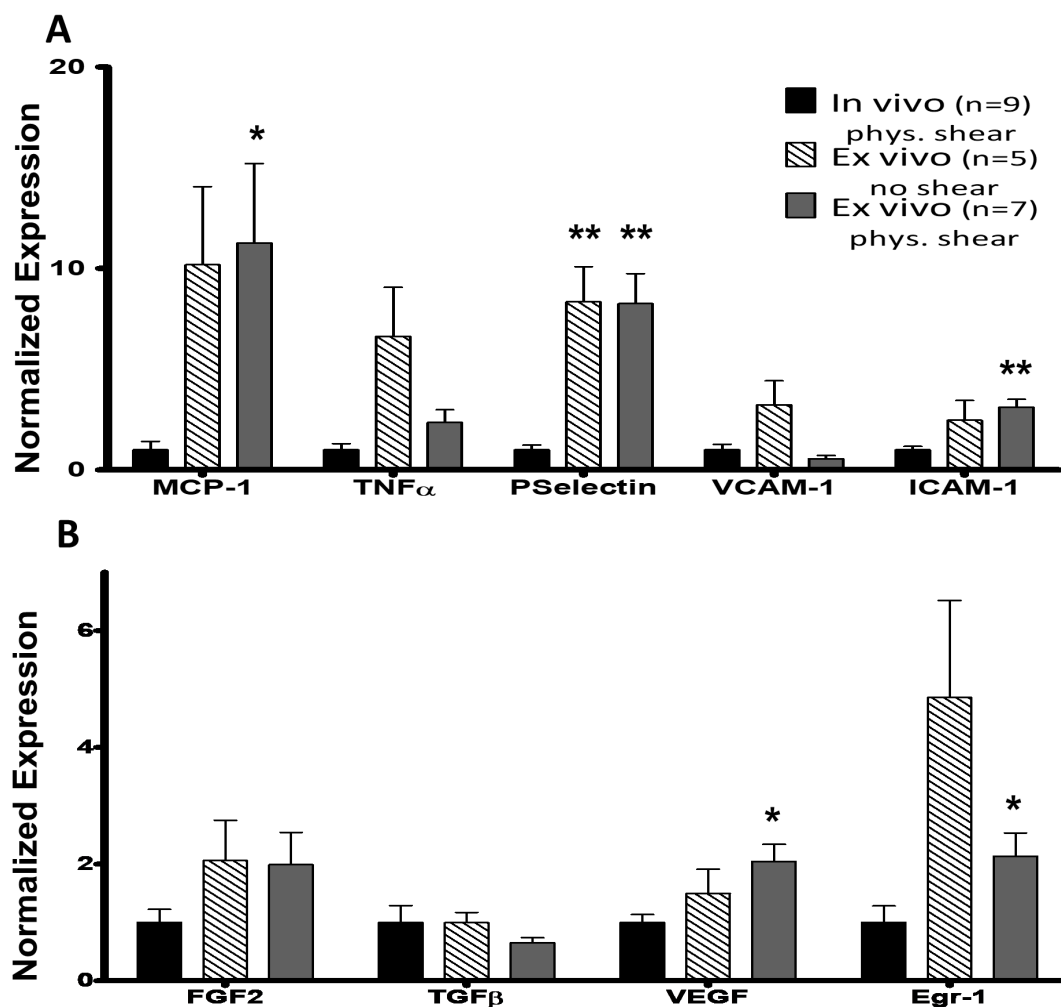 A
Normalized Expression
20
10
0
In vivo (n=9)
phys. shear
Ex vivo (n=5)
no shear
Ex vivo (n=7)
phys. shear
*
** **
**
MCP-1 TNFα PSelectin VCAM-1 ICAM-1
B
Normalized Expression
6
4
2
0
*
*
FGF2 TGFβ VEGF Egr-1